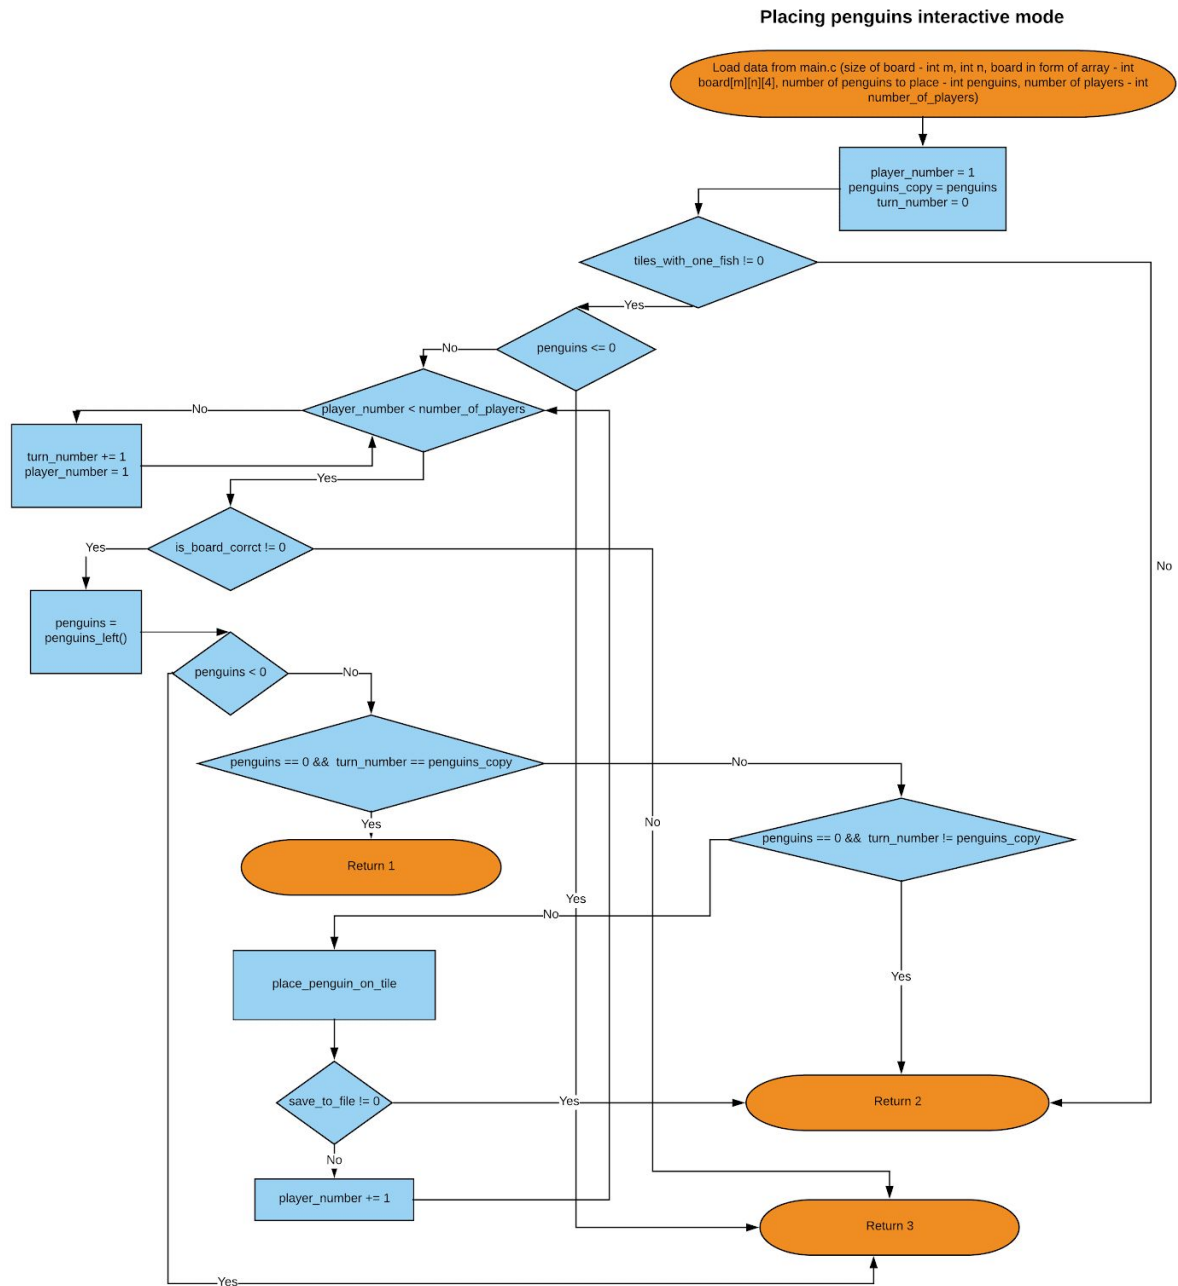 Placing penguins interactive mode
Load data from main.c (size of board - int m, int n, board in form of array - int
board[m][n][4], number of penguins to place - int penguins, number of players - int
number_of_players)
player_number = 1
penguins_copy = penguins
turn_number = 0
tiles_with_one_fish != 0
Yes
penguins <= 0
No
player_number < number_of_players
No
turn_number += 1
player_number = 1
Yes
is_board_corrct != 0
Yes
No
penguins =
penguins_left()
penguins < 0
No
penguins == 0 && turn_number == penguins_copy
No
Yes
No
penguins == 0 && turn_number != penguins_copy
Return 1
Yes
No
place_penguin_on_tile
Yes
save_to_file != 0
Yes
Return 2
No
player_number += 1
Return 3
Yes